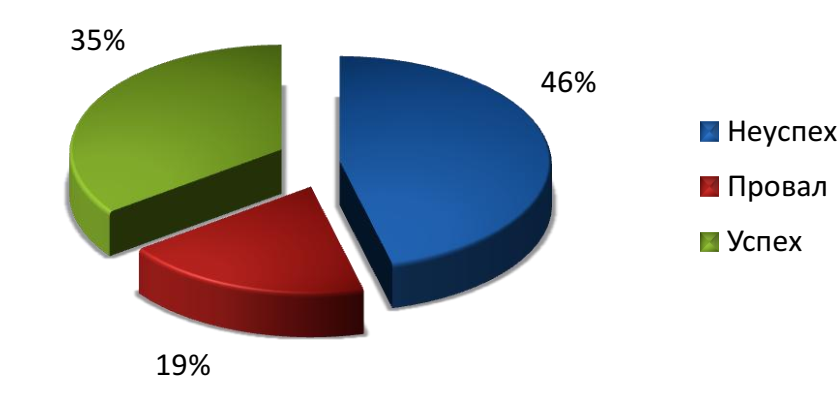 35%
46%
19%
Неуспех
Провал
Успех